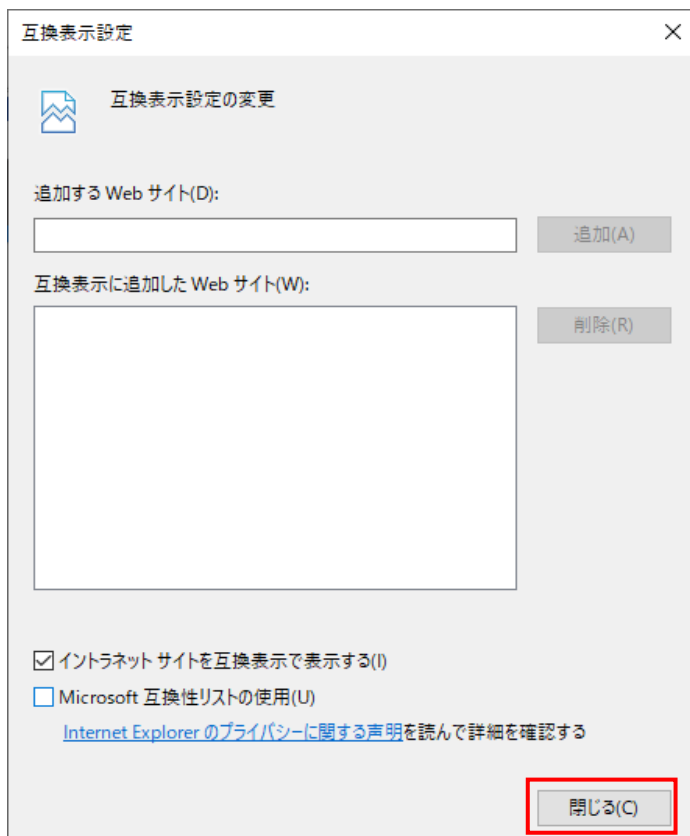 互換表示設定
互換表示設定の変更
追加する Web サイト(D):
追加(A)
互換表示に追加した Web サイト(W):
削除(R)
イントラネット サイトを互換表示で表示する(I)
Microsoft 互換性リストの使用(U)
Internet Explorer のプライバシーに関する声明を読んで詳細を確認する
閉じる(C)